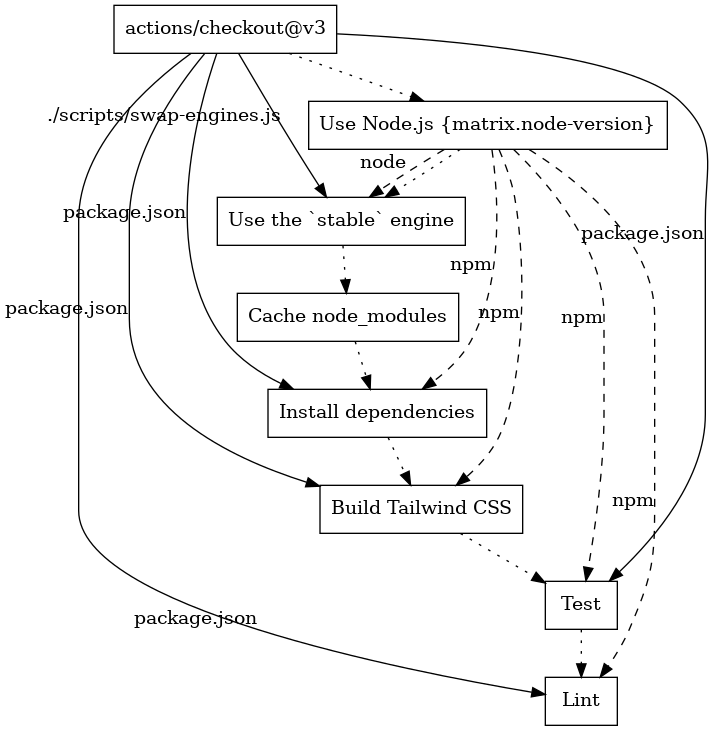 actions/checkout@v3
./scripts/swap-engines.js
Use Node.js {matrix.node-version}
node
package.json
Use the `stable` engine
package.json
npm
package.json
Cache node_modules
npm
npm
Install dependencies
Build Tailwind CSS
npm
Test
package.json
Lint